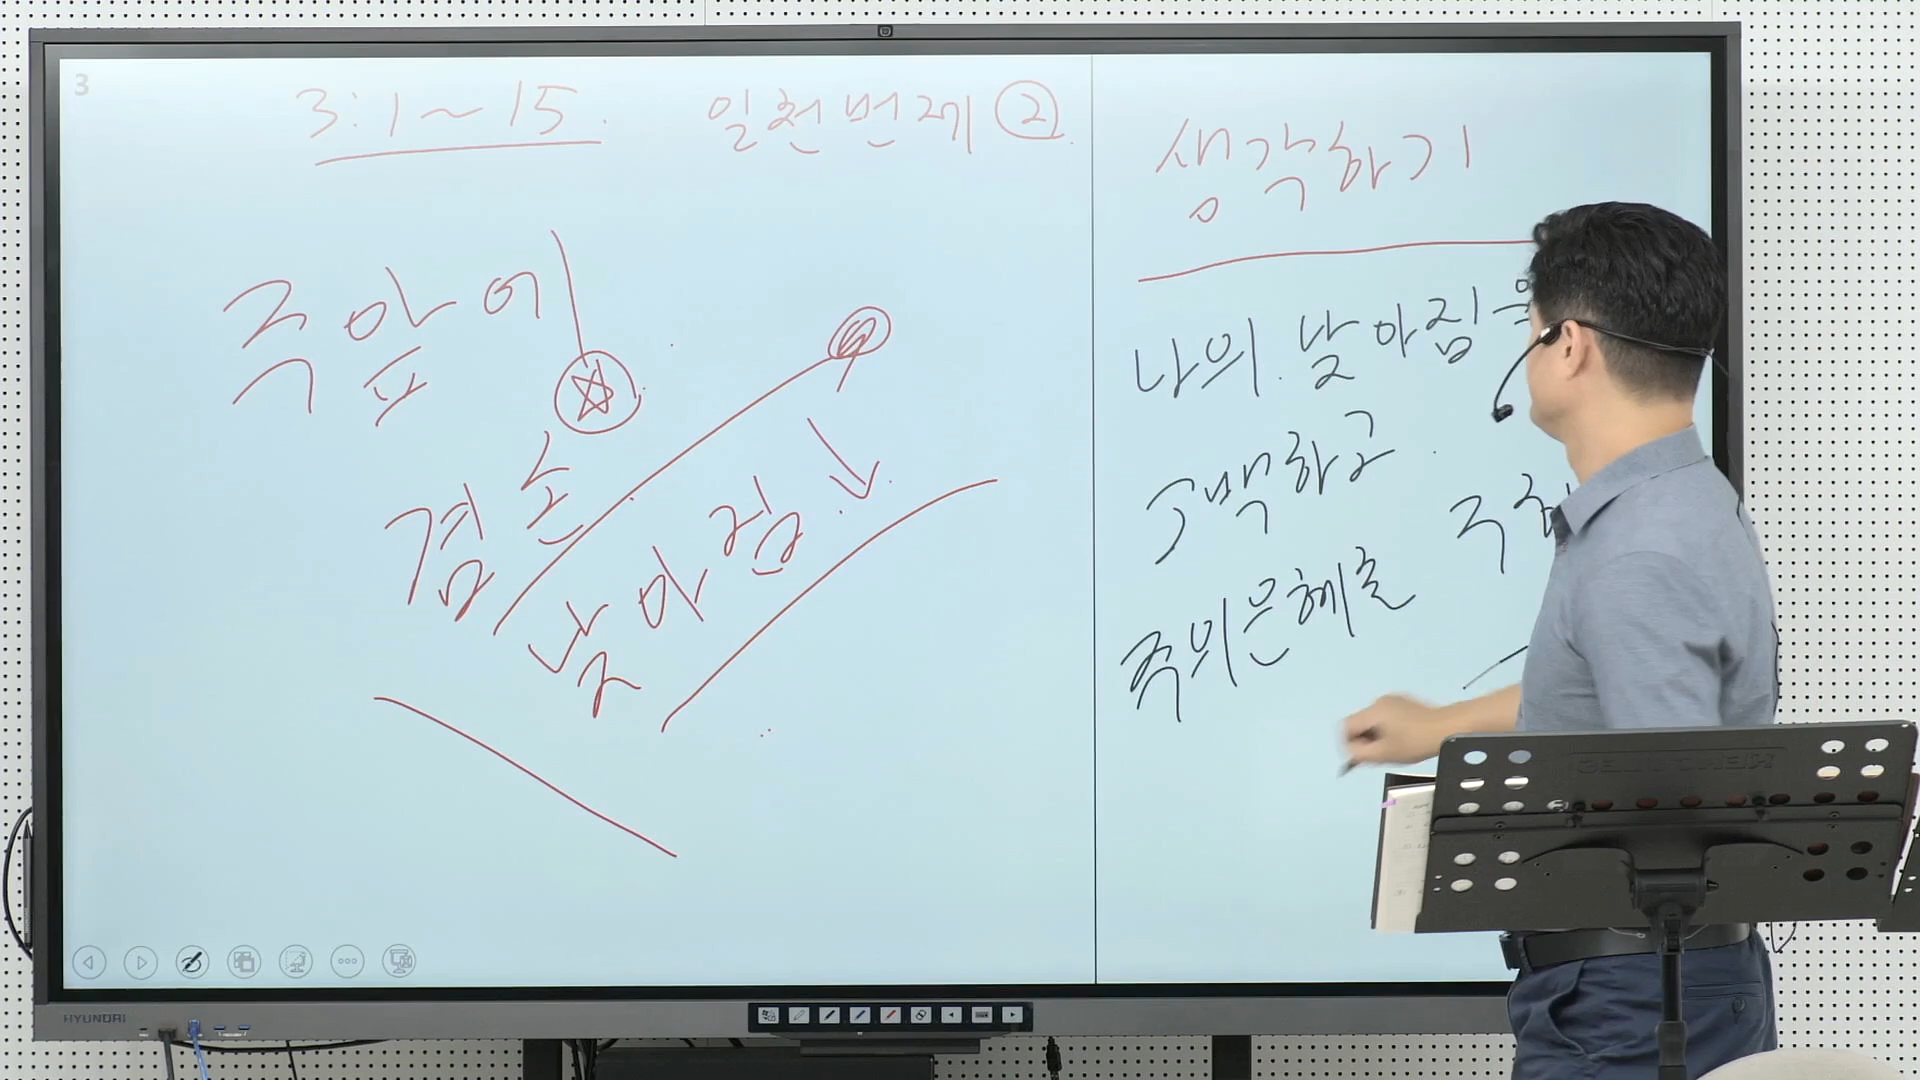 3
3:1~15. 일천번제 ②
주앞에
겸손
낮아짐 ↓
생각하기
나의 낮아짐
고백하고
주의은혜로
HYUNDAI